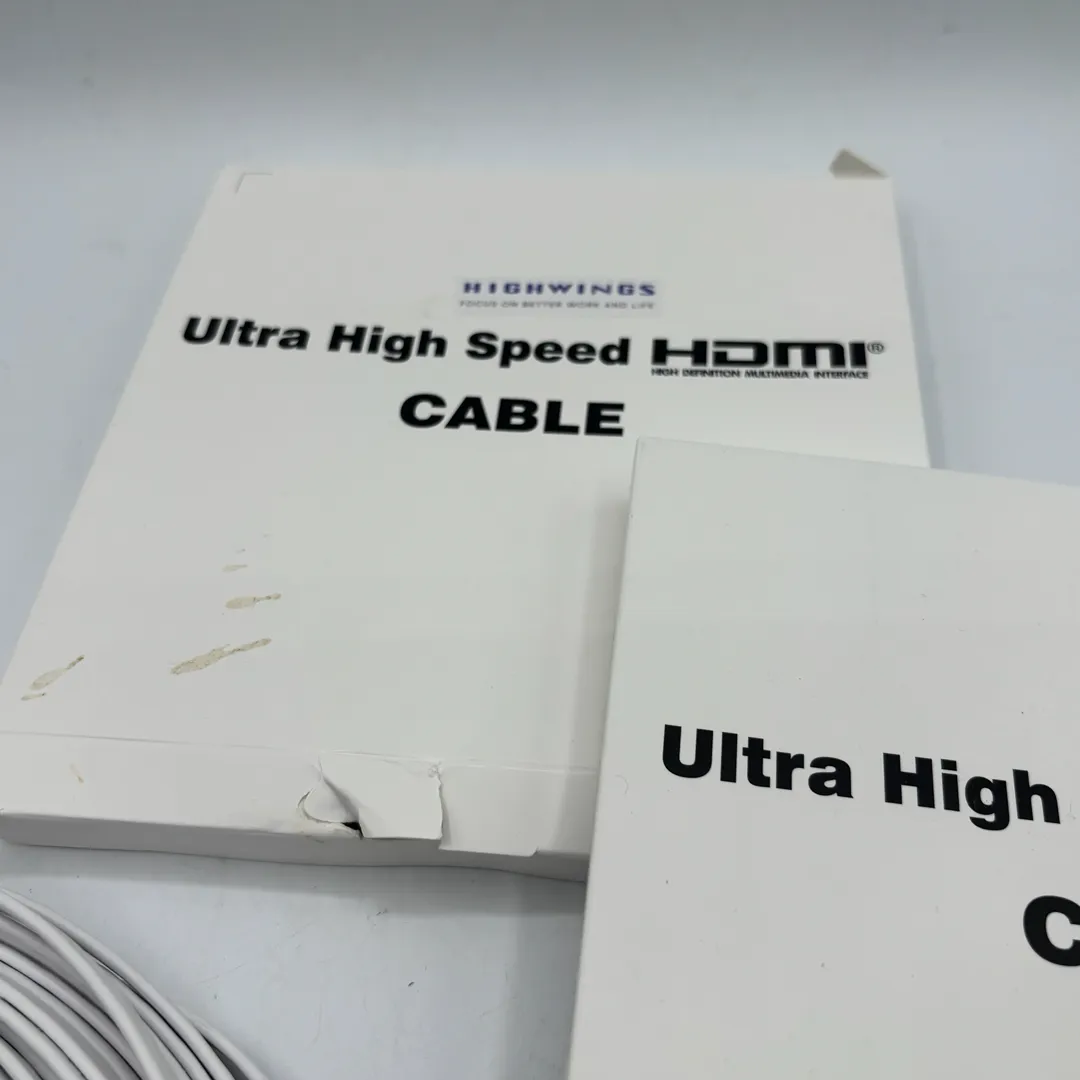 HIGHWINGS
FOCUS ON BETTER WORK AND LIFE
Ultra High Speed HDMI®
HIGH DEFINITION MULTIMEDIA INTERFACE
CABLE
Ultra High
C